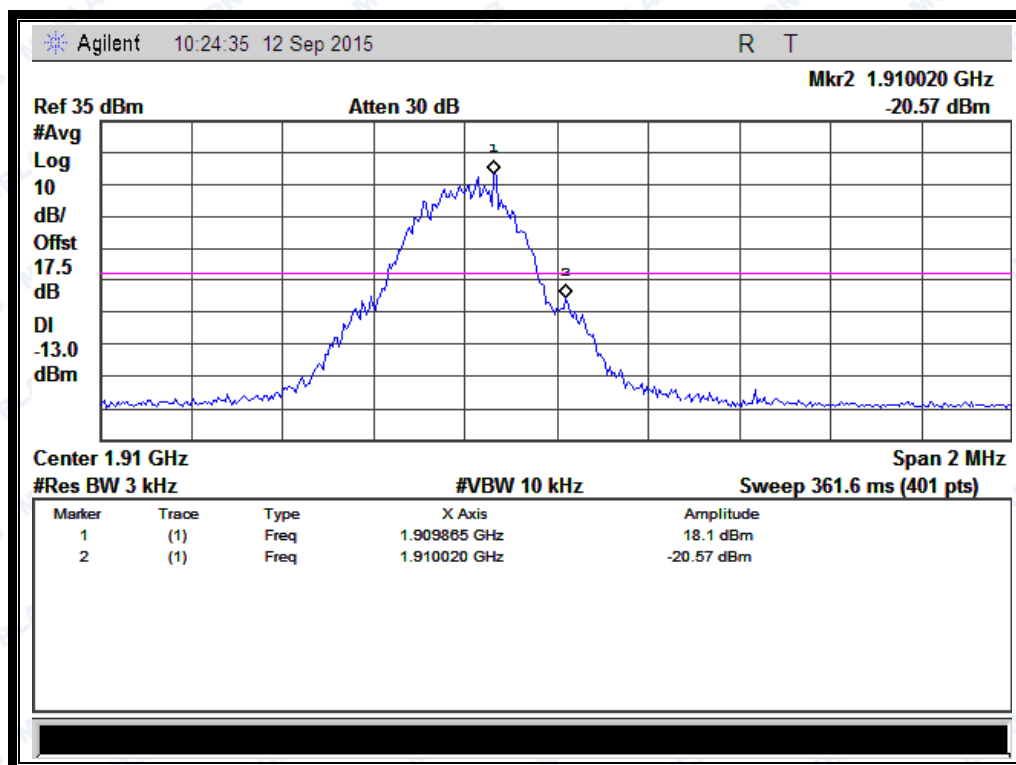 Agilent 10:24:35 12 Sep 2015 R T
Mkr2 1.910020 GHz
Ref 35 dBm Atten 30 dB -20.57 dBm
#Avg
Log
10
dB/
Offst
17.5
dB
DI
-13.0
dBm
1
2
Center 1.91 GHz Span 2 MHz
#Res BW 3 kHz #VBW 10 kHz Sweep 361.6 ms (401 pts)
Marker Trace Type X Axis Amplitude
1 (1) Freq 1.909865 GHz 18.1 dBm
2 (1) Freq 1.910020 GHz -20.57 dBm